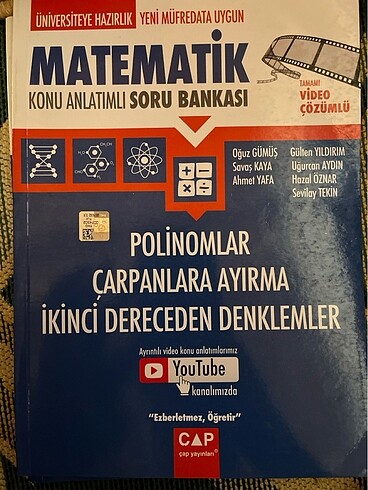 ÜNİVERSİTEYE HAZIRLIK YENİ MÜFREDATA UYGUN
MATEMATİK
KONU ANLATIMLI SORU BANKASI
TAMAMI
VİDEO
ÇÖZÜMLÜ
Oğuz GÜMÜŞ
Savaş KAYA
Ahmet YAFA
Gülten YILDIRIM
Uğurcan AYDIN
Hazal ÖZNAR
Sevilay TEKİN
POLİNOMLAR
ÇARPANLARA AYIRMA
İKİNCİ DERECEDEN DENKLEMLER
Ayrıntılı video konu anlatımlarımız
YouTube
kanalımızda
"Ezberletmez, Öğretir"
ÇAP
çap yayınları®